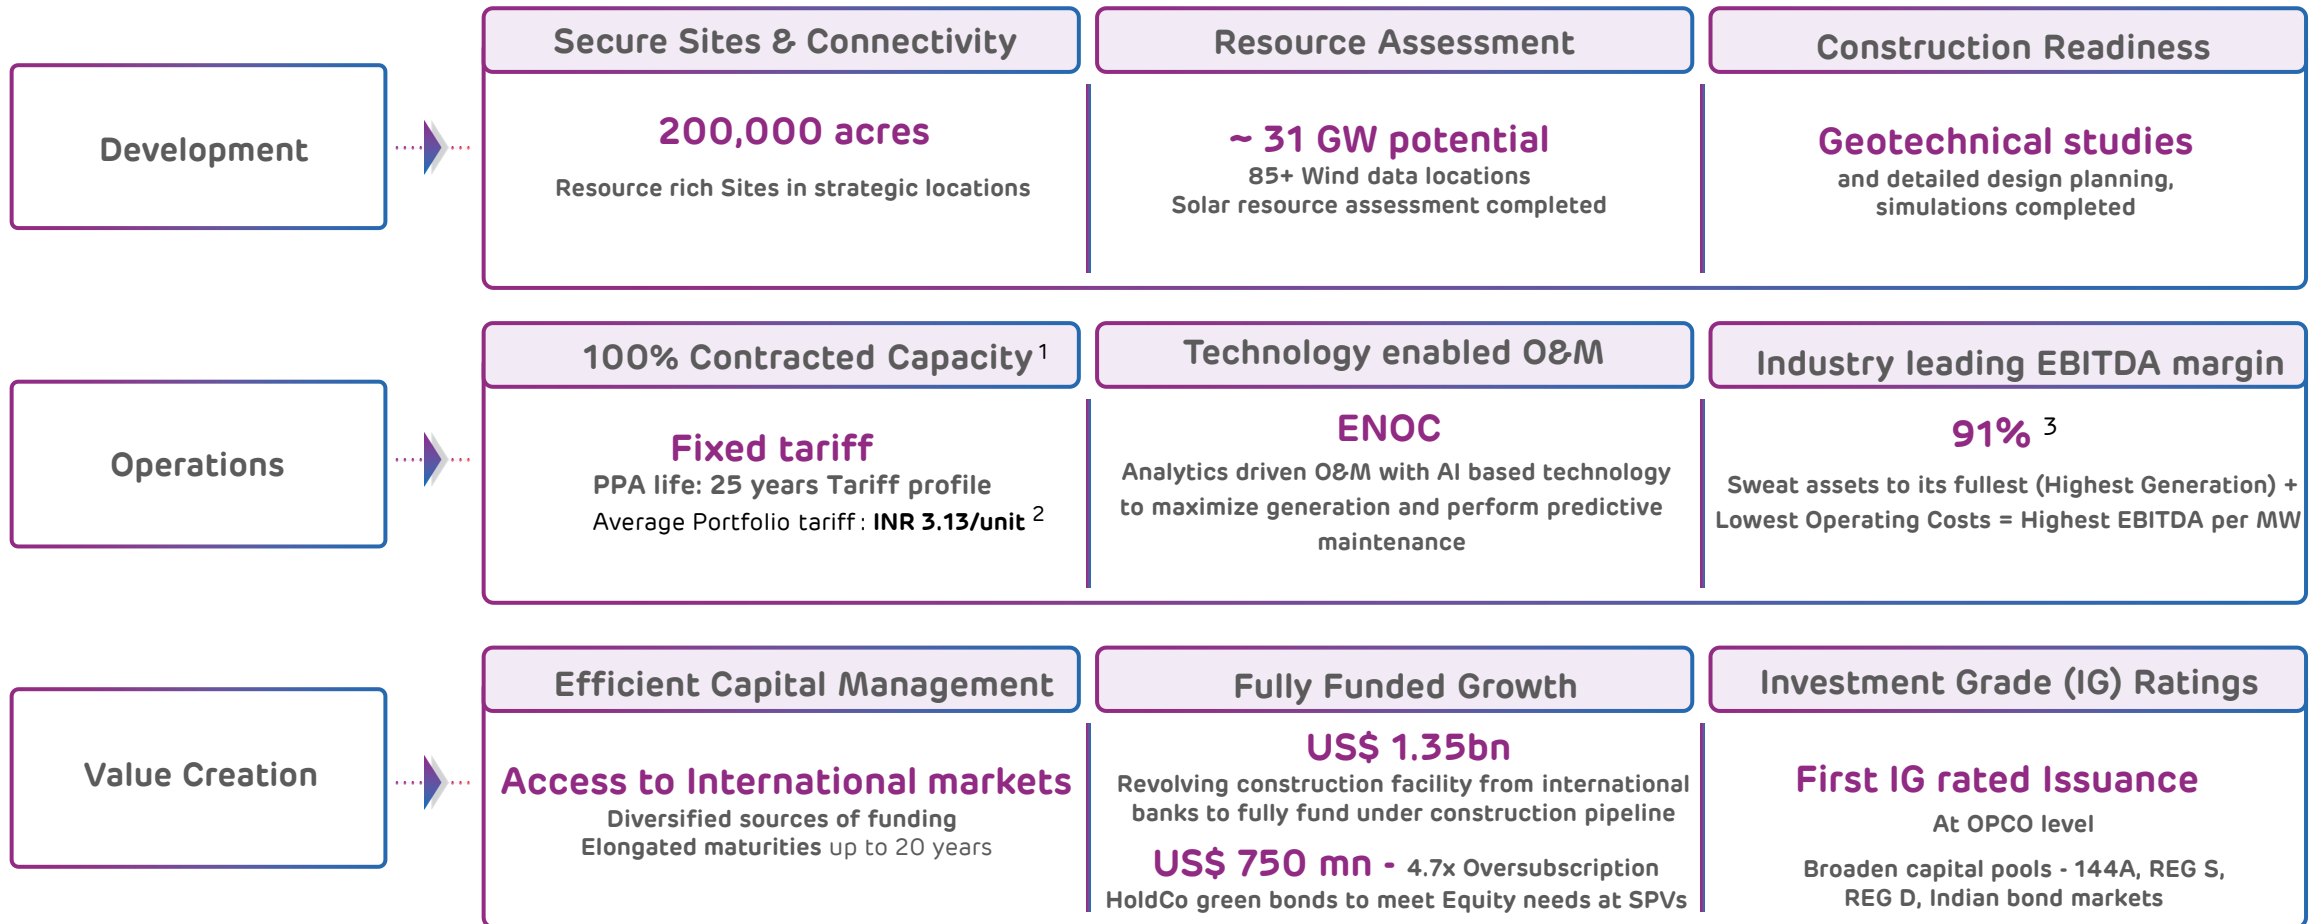 Development
Secure Sites & Connectivity
200,000 acres
Resource rich Sites in strategic locations
Resource Assessment
~ 31 GW potential
85+ Wind data locations
Solar resource assessment completed
Construction Readiness
Geotechnical studies
and detailed design planning,
simulations completed
Operations
100% Contracted Capacity 1
Fixed tariff
PPA life: 25 years Tariff profile
Average Portfolio tariff : INR 3.13/unit 2
Technology enabled O&M
ENOC
Analytics driven O&M with AI based technology
to maximize generation and perform predictive
maintenance
Industry leading EBITDA margin
91% 3
Sweat assets to its fullest (Highest Generation) +
Lowest Operating Costs = Highest EBITDA per MW
Value Creation
Efficient Capital Management
Access to International markets
Diversified sources of funding
Elongated maturities up to 20 years
Fully Funded Growth
US$ 1.35bn
Revolving construction facility from international
banks to fully fund under construction pipeline
US$ 750 mn - 4.7x Oversubscription
HoldCo green bonds to meet Equity needs at SPVs
Investment Grade (IG) Ratings
First IG rated Issuance
At OPCO level
Broaden capital pools - 144A, REG S,
REG D, Indian bond markets